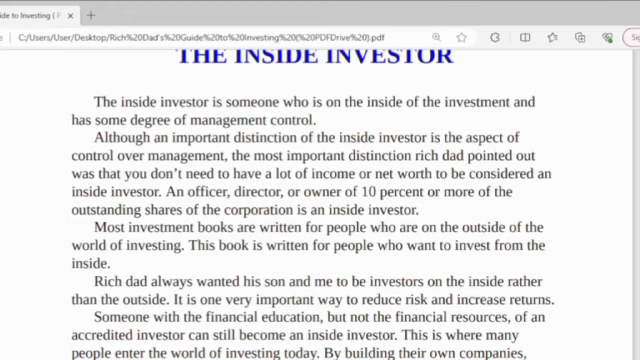 de to Investing ( P
C:/Users/User/Desktop/Rich%20Dad's%20Guide%20to%20Investing%20(%20PDFDrive%20).pdf
THE INSIDE INVESTOR
The inside investor is someone who is on the inside of the investment and
has some degree of management control.
Although an important distinction of the inside investor is the aspect of
control over management, the most important distinction rich dad pointed out
was that you don’t need to have a lot of income or net worth to be considered an
inside investor. An officer, director, or owner of 10 percent or more of the
outstanding shares of the corporation is an inside investor.
Most investment books are written for people who are on the outside of the
world of investing. This book is written for people who want to invest from the
inside.
Rich dad always wanted his son and me to be investors on the inside rather
than the outside. It is one very important way to reduce risk and increase returns.
Someone with the financial education, but not the financial resources, of an
accredited investor can still become an inside investor. This is where many
people enter the world of investing today. By building their own companies,